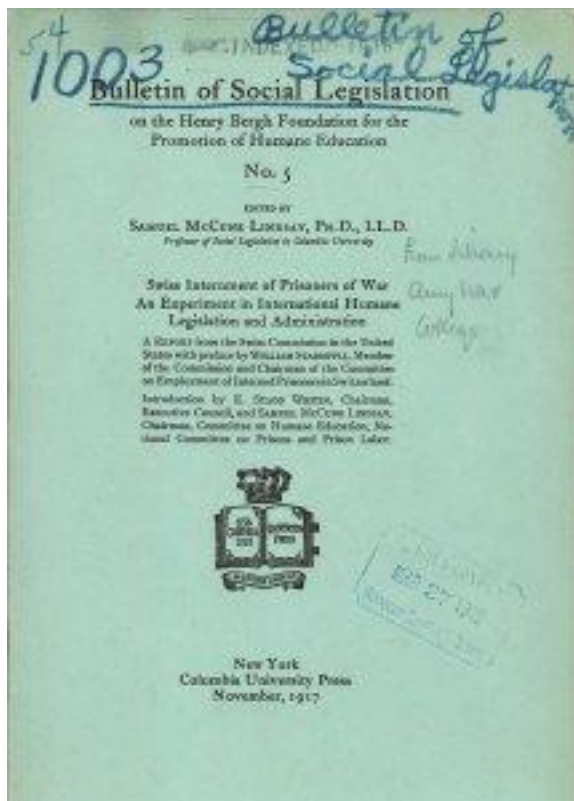 54
1003
Bulletin of
Social Legislation
Bulletin of Social Legislation
on the Henry Bergh Foundation for the
Promotion of Humane Education
No. 5
EDITED BY
SAMUEL MCCUNE LINDSAY, PH.D., LL.D.
Professor of Social Legislation in Columbia University
From Library
Army War
College
Swiss Internment of Prisoners of War
An Experiment in International Humane
Legislation and Administration
A REPORT from the Swiss Commission in the United
States with preface by WILLIAM STAEMPFLI, Member
of the Commission and Chairman of the Committee
on Employment of Interned Prisoners in Switzerland.
Introduction by E. STAGG WHITIN, Chairman,
Executive Council, and SAMUEL MCCUNE LINDSAY,
Chairman, Committee on Humane Education, Na-
tional Committee on Prisons and Prison Labor.
COLUMBIA
UNIVERSITY
PRESS
New York
Columbia University Press
November, 1917